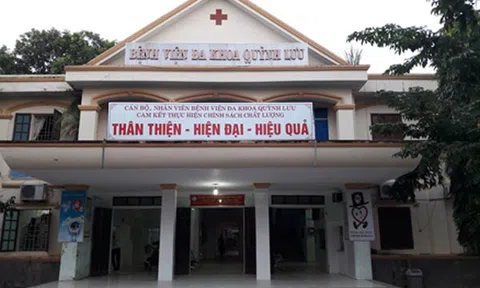 BỆNH VIỆN ĐA KHOA QUỲNH LƯU
CÁN BỘ, NHÂN VIÊN BỆNH VIỆN ĐA KHOA QUỲNH LƯU
CAM KẾT THỰC HIỆN CHÍNH SÁCH CHẤT LƯỢNG
THÂN THIỆN - HIỆN ĐẠI - HIỆU QUẢ